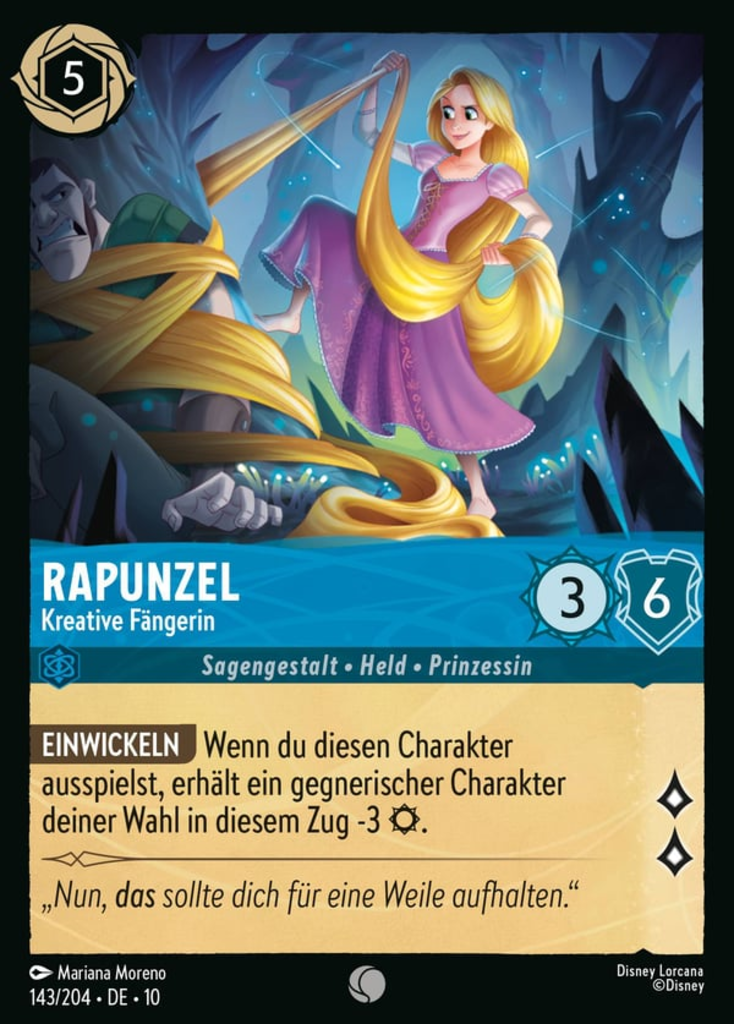 5
RAPUNZEL
Kreative Fängerin
3
6
Sagengestalt • Held • Prinzessin
EINWICKELN Wenn du diesen Charakter
ausspielst, erhält ein gegnerischer Charakter
deiner Wahl in diesem Zug -3 .
„Nun, das sollte dich für eine Weile aufhalten.“
Mariana Moreno
143/204 • DE • 10
Disney Lorcana
©Disney